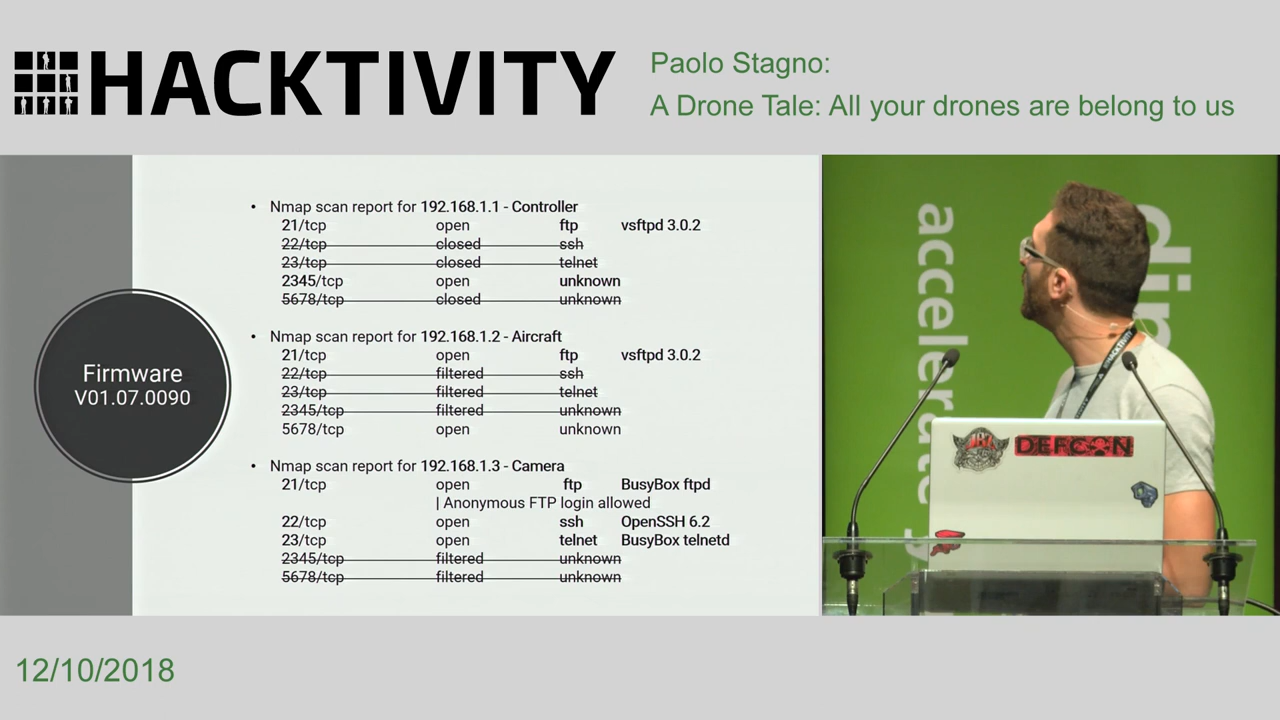 HACKTIVITY
Paolo Stagno:
A Drone Tale: All your drones are belong to us
Firmware
V01.07.0090
• Nmap scan report for 192.168.1.1 - Controller
21/tcp open ftp vsftpd 3.0.2
22/tcp closed ssh
23/tcp closed telnet
2345/tcp open unknown
5678/tcp closed unknown
• Nmap scan report for 192.168.1.2 - Aircraft
21/tcp open ftp vsftpd 3.0.2
22/tcp filtered ssh
23/tcp filtered telnet
2345/tcp filtered unknown
5678/tcp open unknown
• Nmap scan report for 192.168.1.3 - Camera
21/tcp open ftp BusyBox ftpd
| Anonymous FTP login allowed
22/tcp open ssh OpenSSH 6.2
23/tcp open telnet BusyBox telnetd
2345/tcp filtered unknown
5678/tcp filtered unknown
HACKTIVITY
DEFCON
12/10/2018